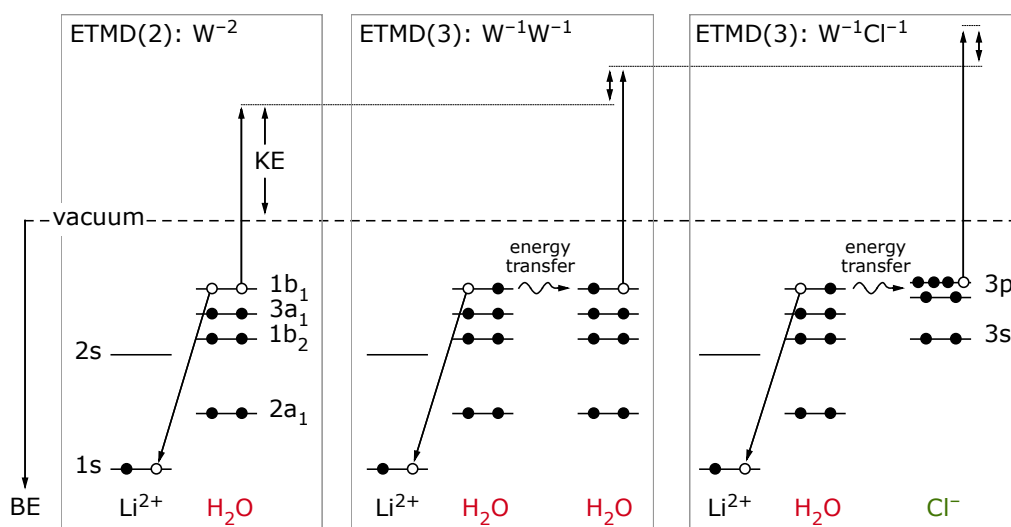 ETMD(2): W⁻²
ETMD(3): W⁻¹W⁻¹
ETMD(3): W⁻¹Cl⁻¹
KE
vacuum
energy
transfer
energy
transfer
1b₁
3a₁
1b₂
2a₁
2s
1s
3p
3s
BE
Li²⁺
H₂O
Li²⁺
H₂O
H₂O
Li²⁺
H₂O
Cl⁻